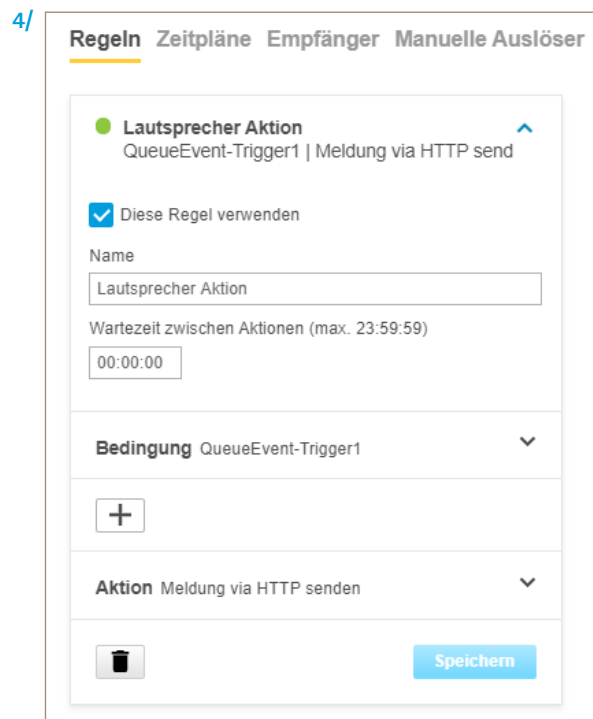 4/
Regeln Zeitpläne Empfänger Manuelle Auslöser
Lautsprecher Aktion
QueueEvent-Trigger1 | Meldung via HTTP send
Diese Regel verwenden
Name
Lautsprecher Aktion
Wartezeit zwischen Aktionen (max. 23:59:59)
00:00:00
Bedingung QueueEvent-Trigger1
Aktion Meldung via HTTP senden
Speichern